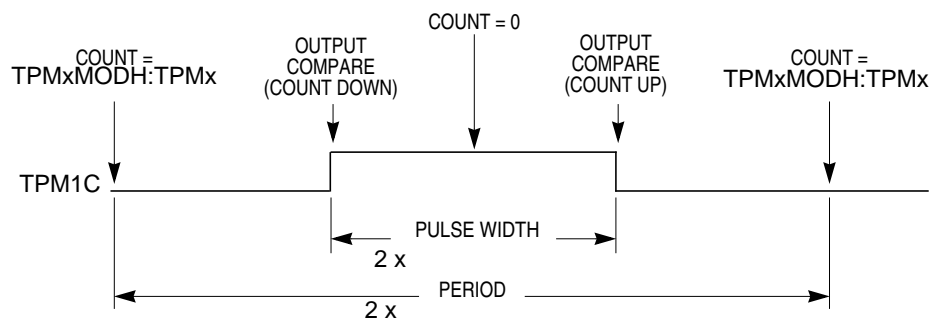 COUNT = 0
COUNT =
TPMxMODH:TPMx
OUTPUT
COMPARE
(COUNT DOWN)
OUTPUT
COMPARE
(COUNT UP)
COUNT =
TPMxMODH:TPMx
TPM1C
PULSE WIDTH
2 x
PERIOD
2 x